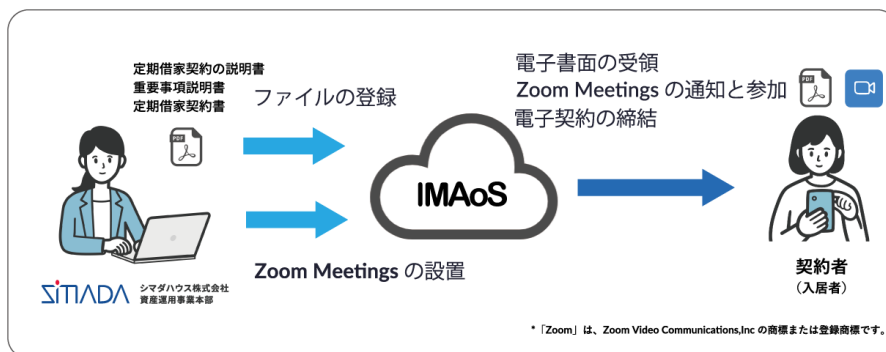 定期借家契約の説明書
重要事項説明書
定期借家契約書
PDF
ファイルの登録
電子書面の受領
Zoom Meetings の通知と参加
電子契約の締結
PDF
IMAoS
Zoom Meetings の設置
SIMADA
シマダハウス株式会社
資産運用事業本部
契約者
（入居者）
*「Zoom」は、Zoom Video Communications,Inc の商標または登録商標です。